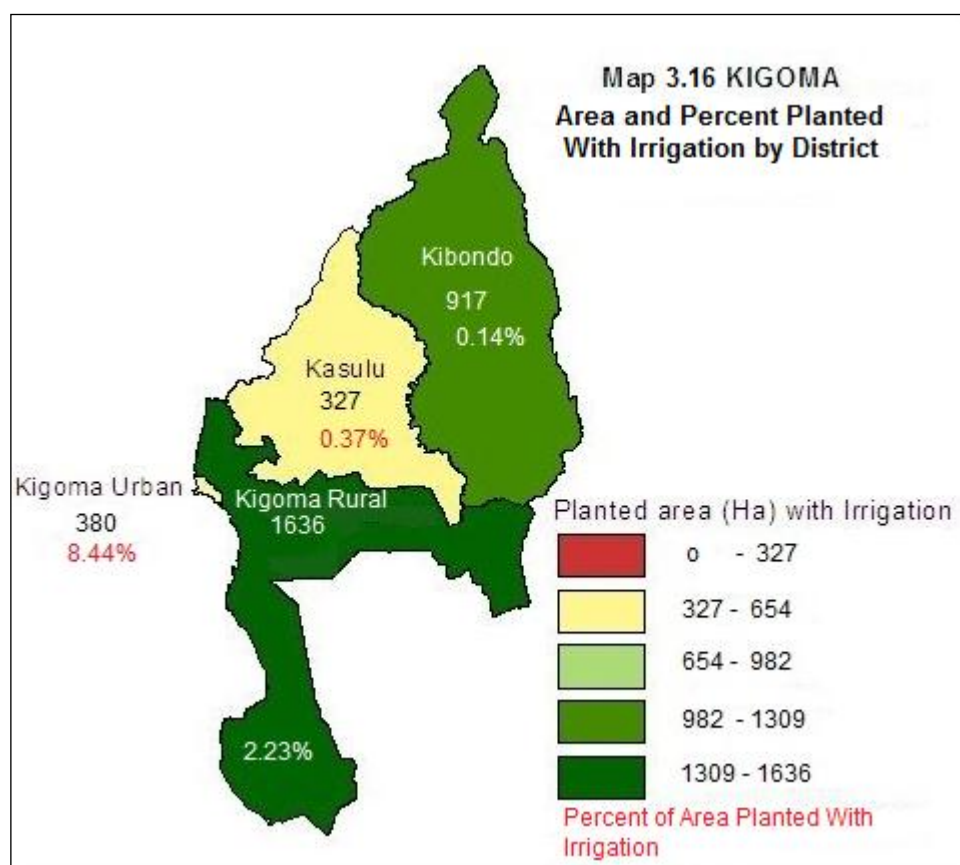 Map 3.16 KIGOMA
Area and Percent Planted
With Irrigation by District
Kibondo
917
0.14%
Kasulu
327
0.37%
Kigoma Urban
380
8.44%
Kigoma Rural
1636
2.23%
Planted area (Ha) with Irrigation
o - 327
327 - 654
654 - 982
982 - 1309
1309 - 1636
Percent of Area Planted With
Irrigation